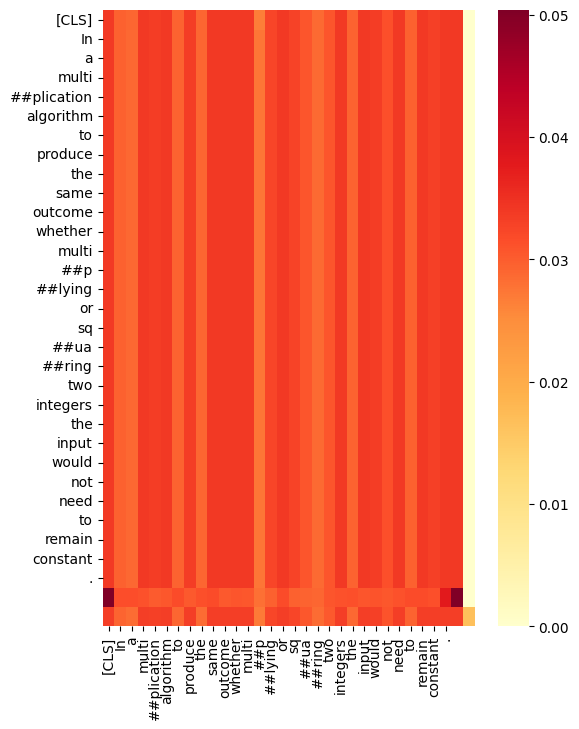 [CLS]
In
a
multi
##plication
algorithm
to
produce
the
same
outcome
whether
multi
##p
##lying
or
sq
##ua
##ring
two
integers
the
input
would
not
need
to
remain
constant
.
[CLS]
In
a
multi
##plication
algorithm
to
produce
the
same
outcome
whether
multi
##p
##lying
or
sq
##ua
##ring
two
integers
the
input
would
not
need
to
remain
constant
.
0.05
0.04
0.03
0.02
0.01
0.00